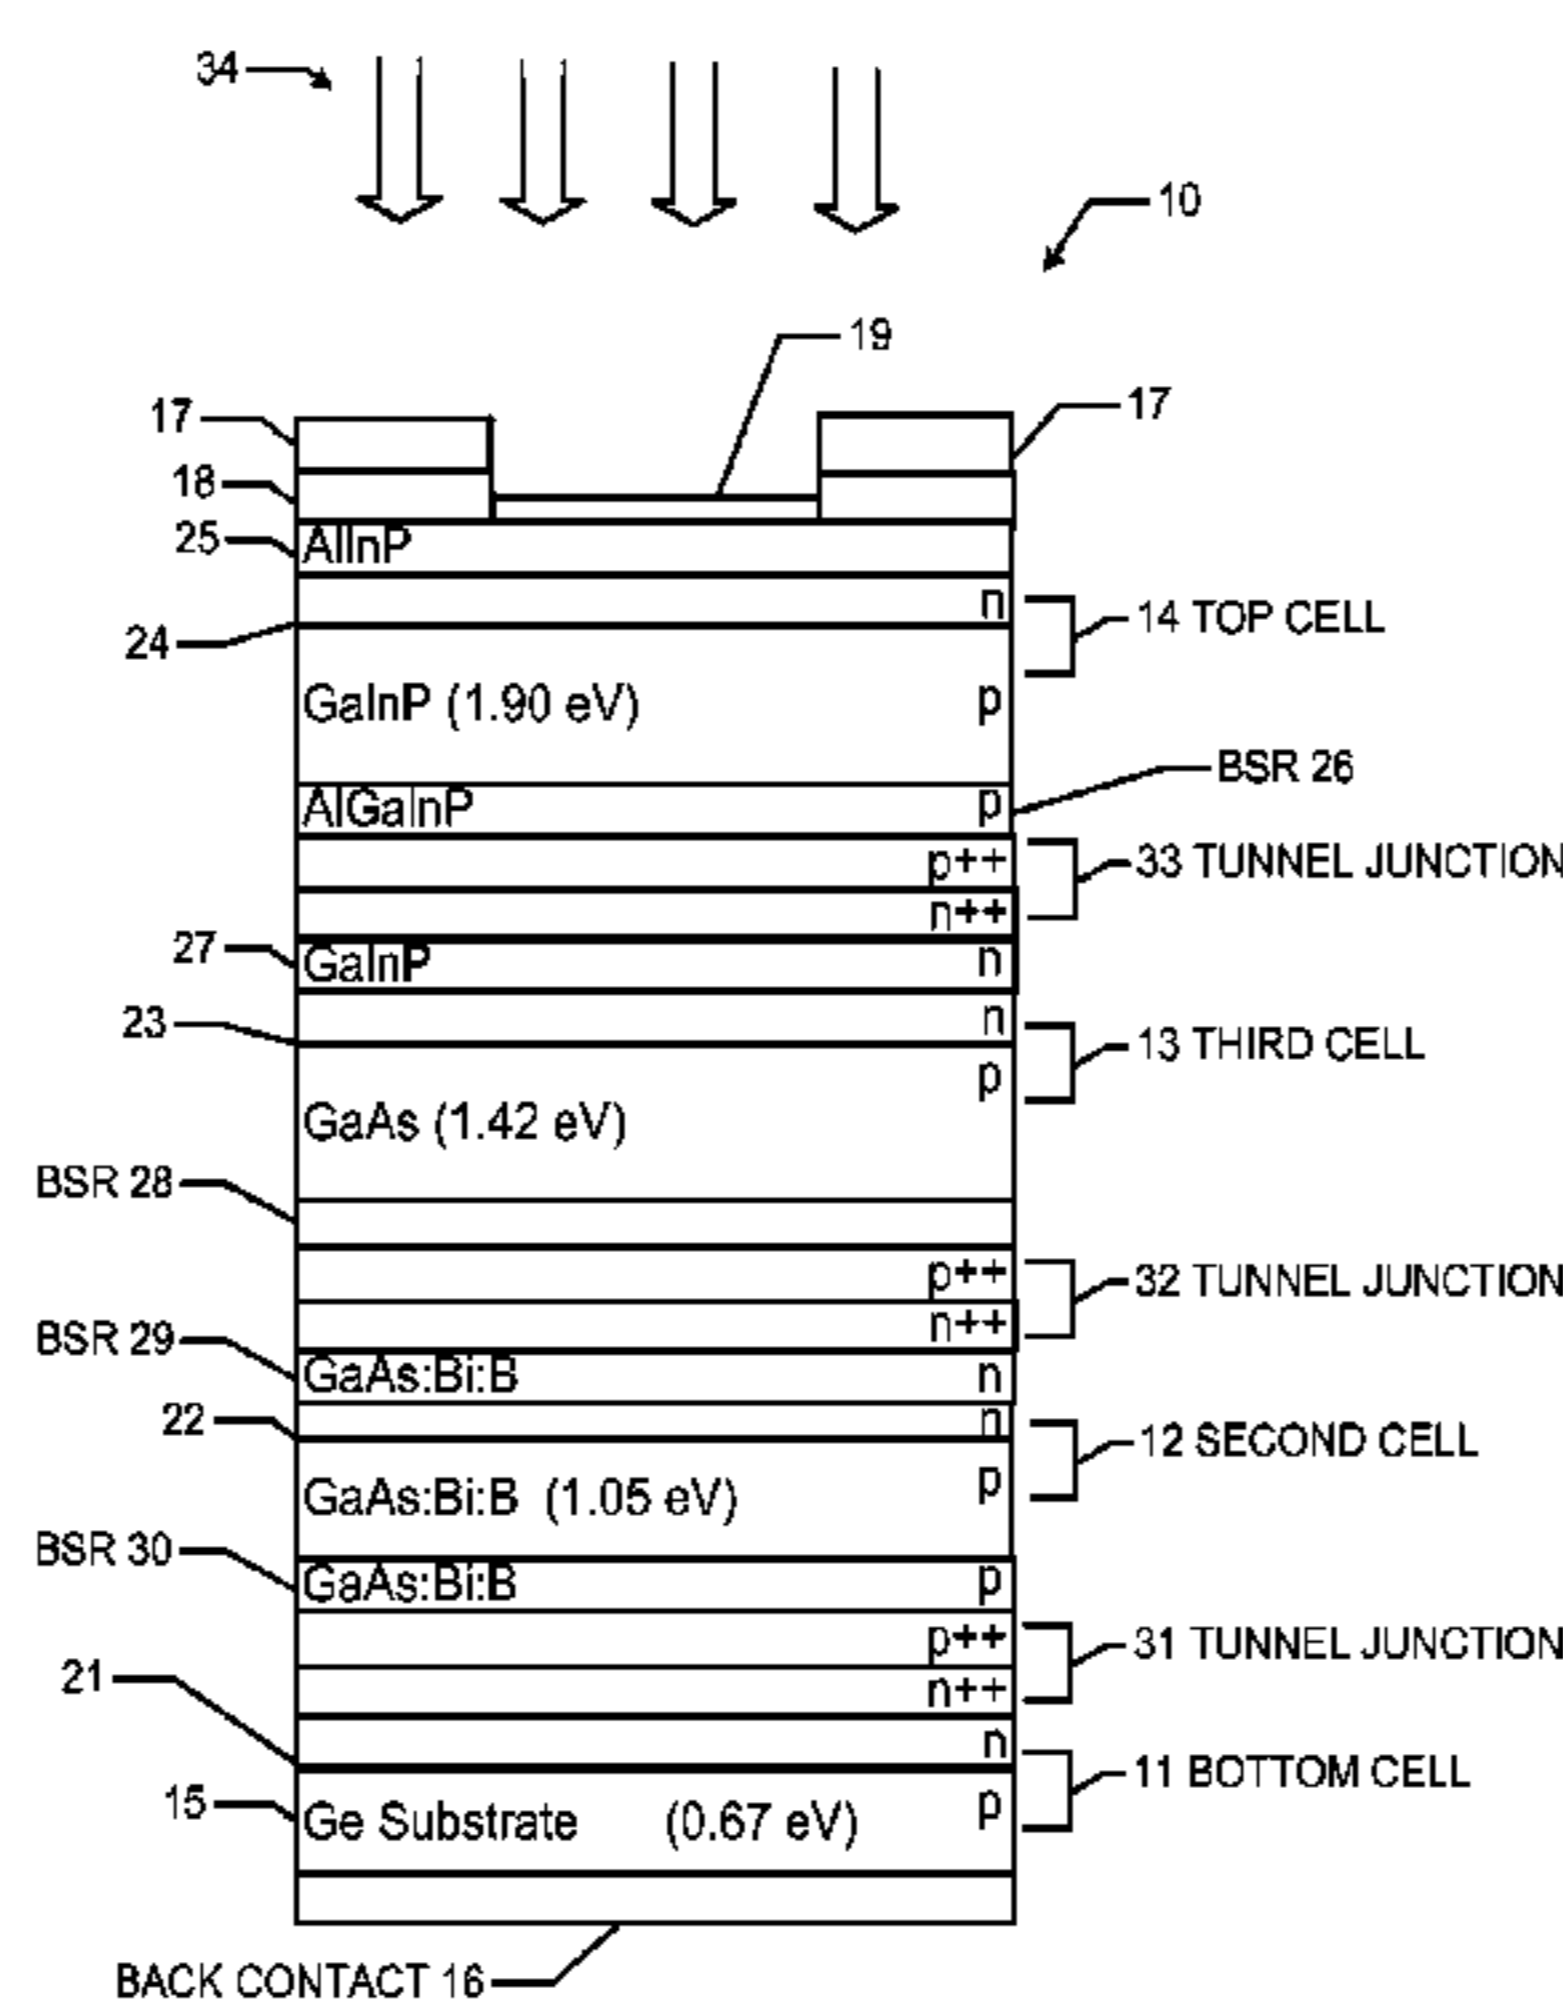 34
10
19
17
17
18
25
AlInP
n
14 TOP CELL
24
GaInP (1.90 eV)
p
BSR 26
AlGaInP
p
p++
33 TUNNEL JUNCTION
n++
27
GaInP
n
23
n
13 THIRD CELL
p
GaAs (1.42 eV)
BSR 28
p++
32 TUNNEL JUNCTION
n++
BSR 29
GaAs:Bi:B
n
22
n
12 SECOND CELL
GaAs:Bi:B (1.05 eV)
p
BSR 30
GaAs:Bi:B
p
p++
31 TUNNEL JUNCTION
21
n++
n
11 BOTTOM CELL
15
Ge Substrate (0.67 eV)
p
BACK CONTACT 16